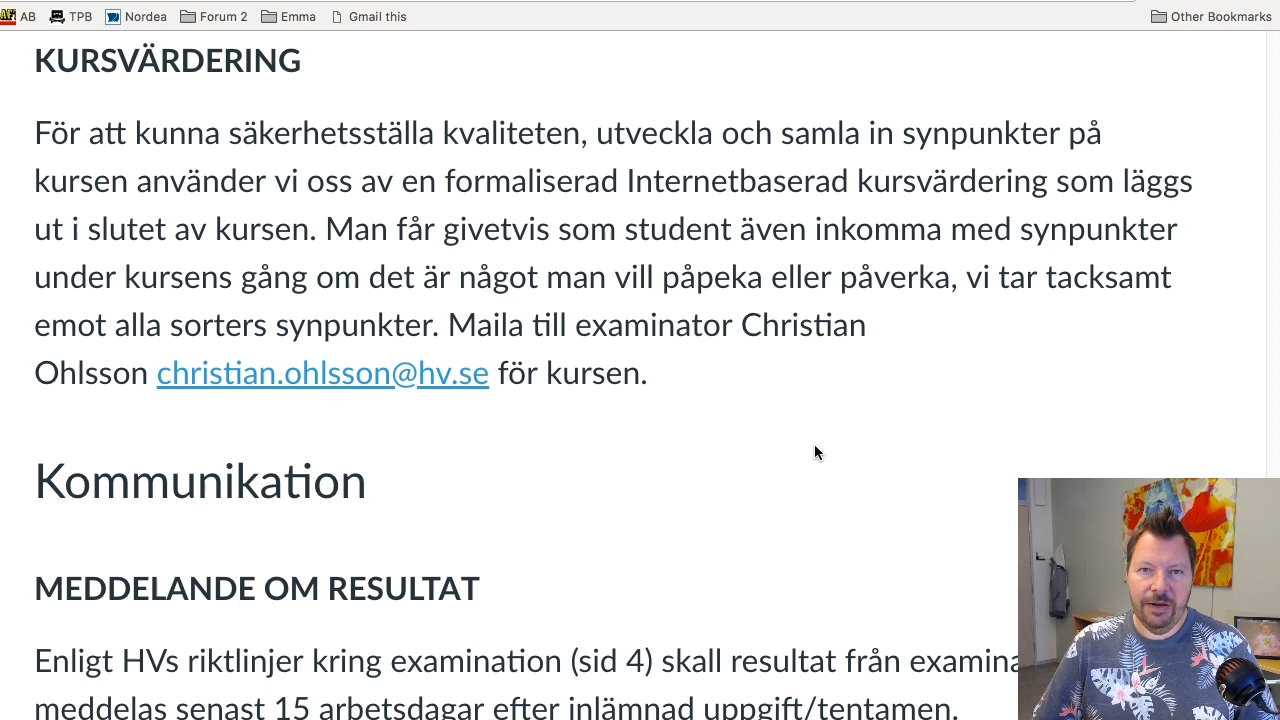 AB TPB Nordea Forum 2 Emma Gmail this Other Bookmarks
KURSVÄRDERING
För att kunna säkerhetsställa kvaliteten, utveckla och samla in synpunkter på
kursen använder vi oss av en formaliserad Internetbaserad kursvärdering som läggs
ut i slutet av kursen. Man får givetvis som student även inkomma med synpunkter
under kursens gång om det är något man vill påpeka eller påverka, vi tar tacksamt
emot alla sorters synpunkter. Maila till examinator Christian
Ohlsson christian.ohlsson@hv.se för kursen.
Kommunikation
MEDDELANDE OM RESULTAT
Enligt HVs riktlinjer kring examination (sid 4) skall resultat från examina
meddelas senast 15 arbetsdagar efter inlämnad uppgift/tentamen.